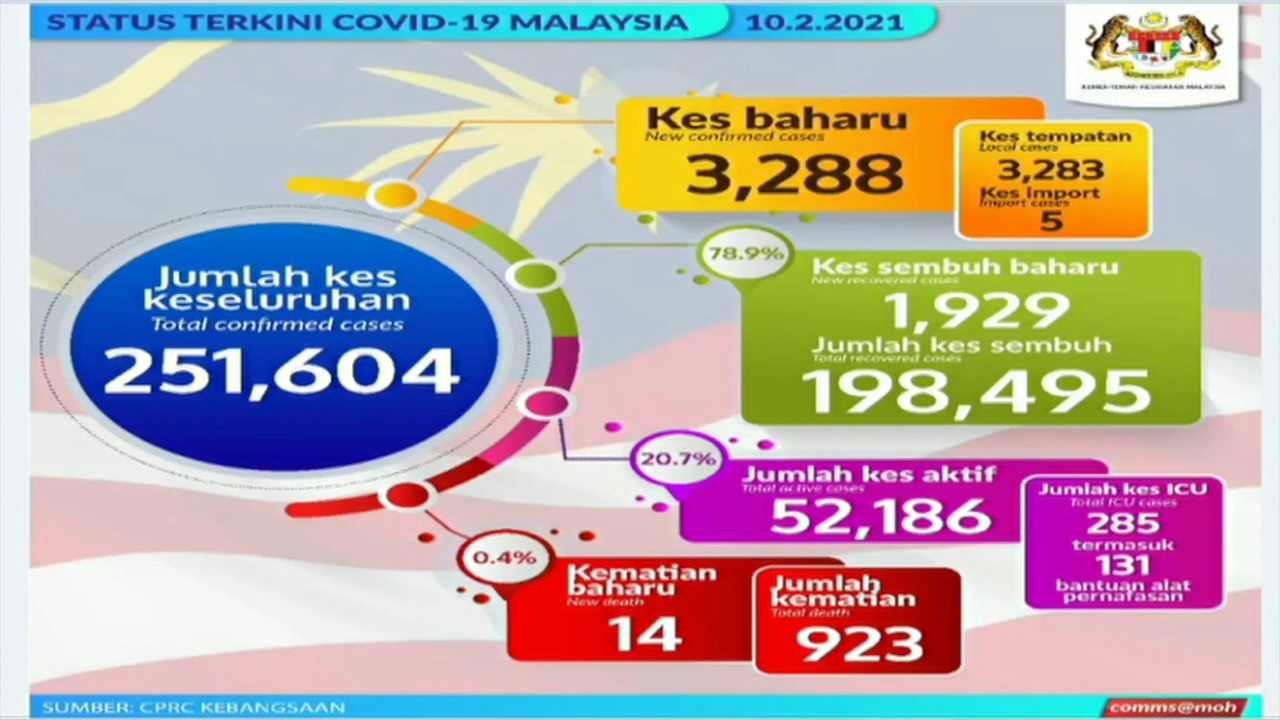 STATUS TERKINI COVID-19 MALAYSIA
10.2.2021
KEMENTERIAN KESIHATAN MALAYSIA
Kes baharu
New confirmed cases
3,288
Kes tempatan
Local cases
3,283
Kes Import
Import cases
5
Jumlah kes
keseluruhan
Total confirmed cases
251,604
78.9%
Kes sembuh baharu
New recovered cases
1,929
Jumlah kes sembuh
Total recovered cases
198,495
20.7%
Jumlah kes aktif
Total active cases
52,186
Jumlah kes ICU
Total ICU cases
285
termasuk
131
bantuan alat
pernafasan
0.4%
Kematian
baharu
New death
14
Jumlah
kematian
Total death
923
SUMBER: CPRC KEBANGSAAN
comms@moh